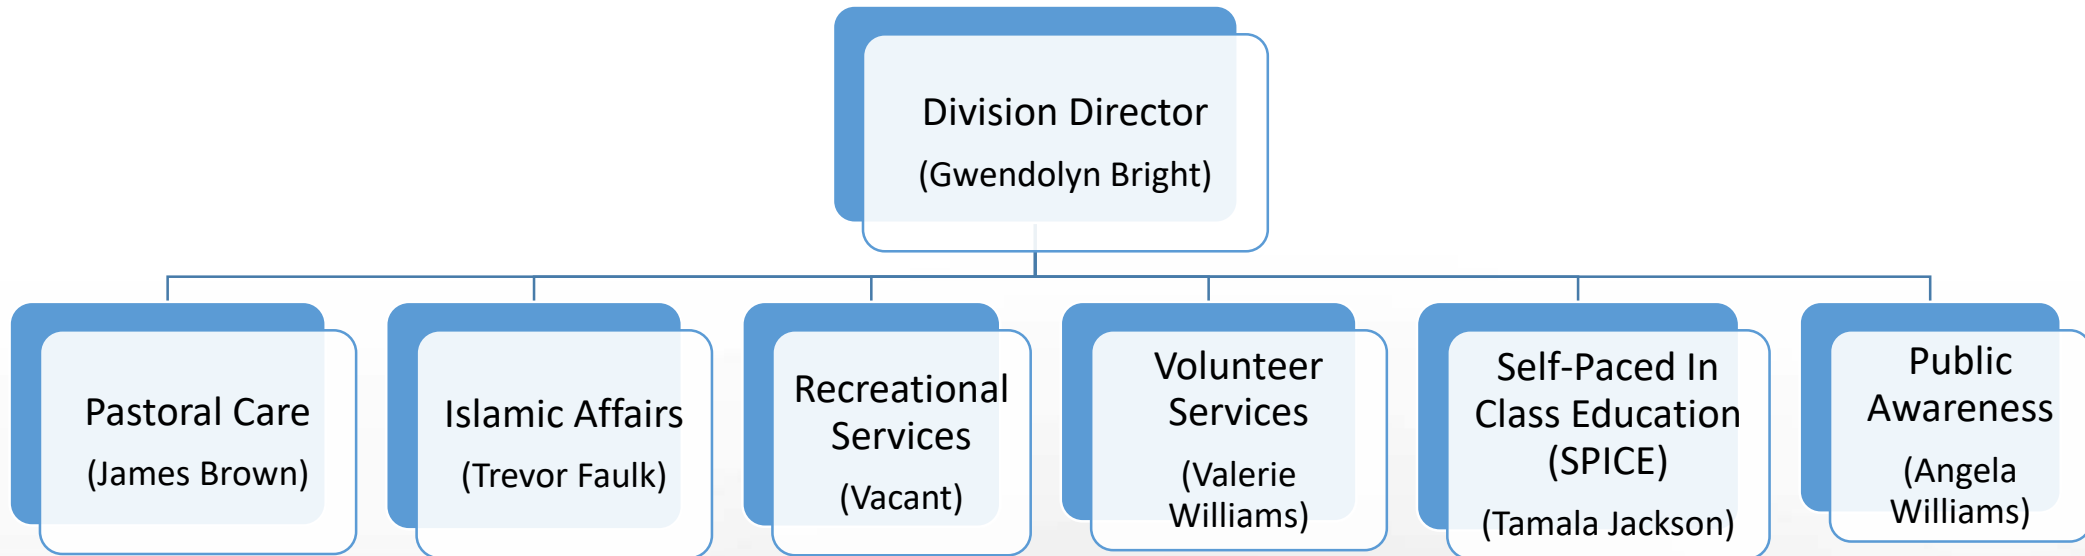 Division Director
(Gwendolyn Bright)
Pastoral Care
(James Brown)
Islamic Affairs
(Trevor Faulk)
Recreational
Services
(Vacant)
Volunteer
Services
(Valerie
Williams)
Self-Paced In
Class Education
(SPICE)
(Tamala Jackson)
Public
Awareness
(Angela
Williams)